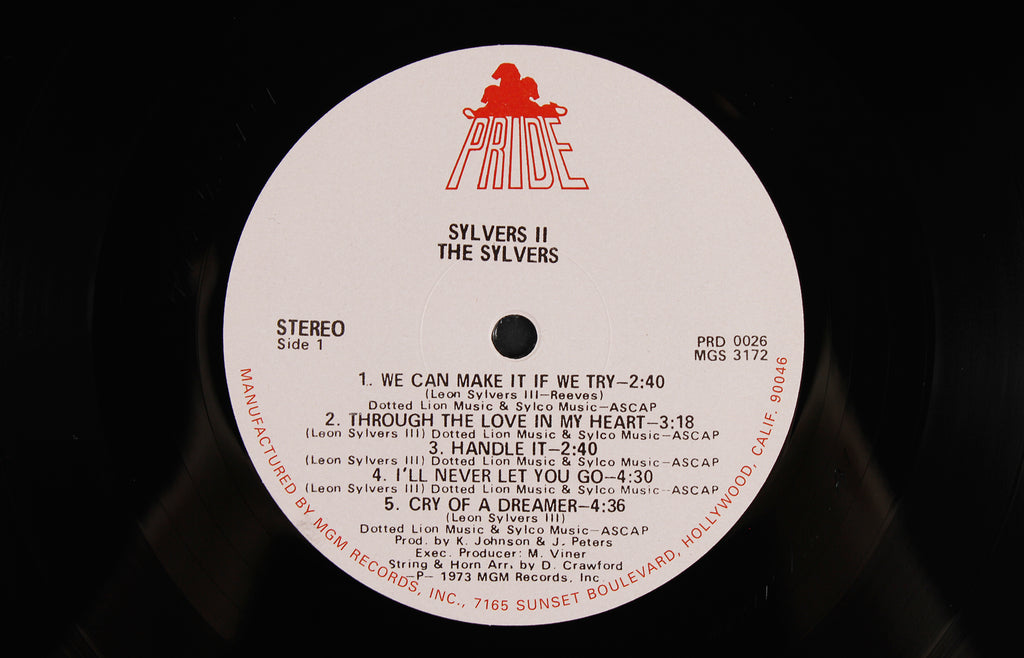 PRIDE
SYLVERS II
THE SYLVERS
STEREO
Side 1
PRD 0026
MGS 3172
1. WE CAN MAKE IT IF WE TRY—2:40
(Leon Sylvers III—Reeves)
Dotted Lion Music & Sylco Music—ASCAP
2. THROUGH THE LOVE IN MY HEART—3:18
(Leon Sylvers III) Dotted Lion Music & Sylco Music—ASCAP
3. HANDLE IT—2:40
(Leon Sylvers III) Dotted Lion Music & Sylco Music—ASCAP
4. I'LL NEVER LET YOU GO—4:30
(Leon Sylvers III) Dotted Lion Music & Sylco Music—ASCAP
5. CRY OF A DREAMER—4:36
(Leon Sylvers III)
Dotted Lion Music & Sylco Music—ASCAP
Prod. by K. Johnson & J. Peters
Exec. Producer: M. Viner
String & Horn Arr. by D. Crawford
—P— 1973 MGM Records, Inc.
MANUFACTURED BY MGM RECORDS, INC., 7165 SUNSET BOULEVARD, HOLLYWOOD, CALIF. 90046